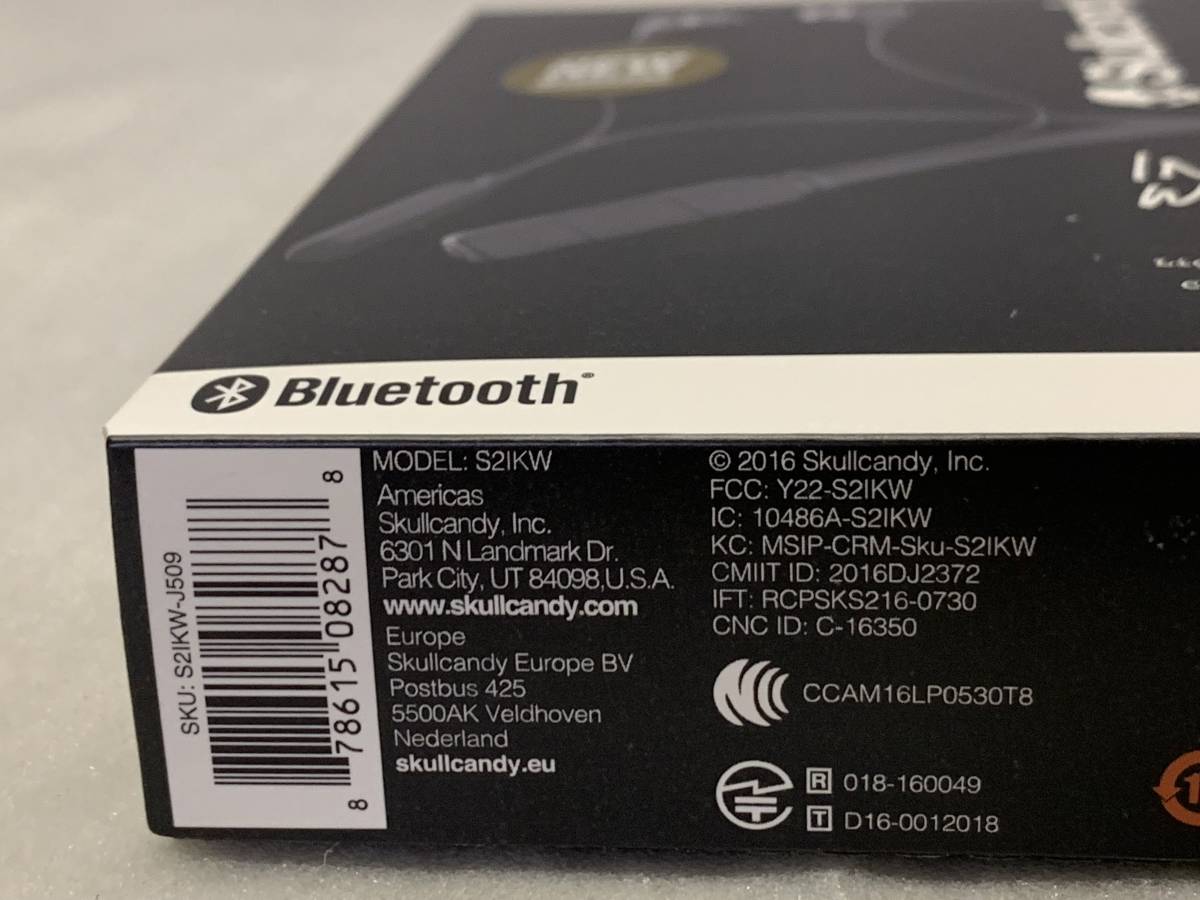 NEW
Bluetooth®
SKU: S2IKW-J509
8 78615 08287 8
MODEL: S2IKW
Americas
Skullcandy, Inc.
6301 N Landmark Dr.
Park City, UT 84098,U.S.A.
www.skullcandy.com
Europe
Skullcandy Europe BV
Postbus 425
5500AK Veldhoven
Nederland
skullcandy.eu
© 2016 Skullcandy, Inc.
FCC: Y22-S2IKW
IC: 10486A-S2IKW
KC: MSIP-CRM-Sku-S2IKW
CMIIT ID: 2016DJ2372
IFT: RCPSKS216-0730
CNC ID: C-16350
CCAM16LP0530T8
R 018-160049
T D16-0012018